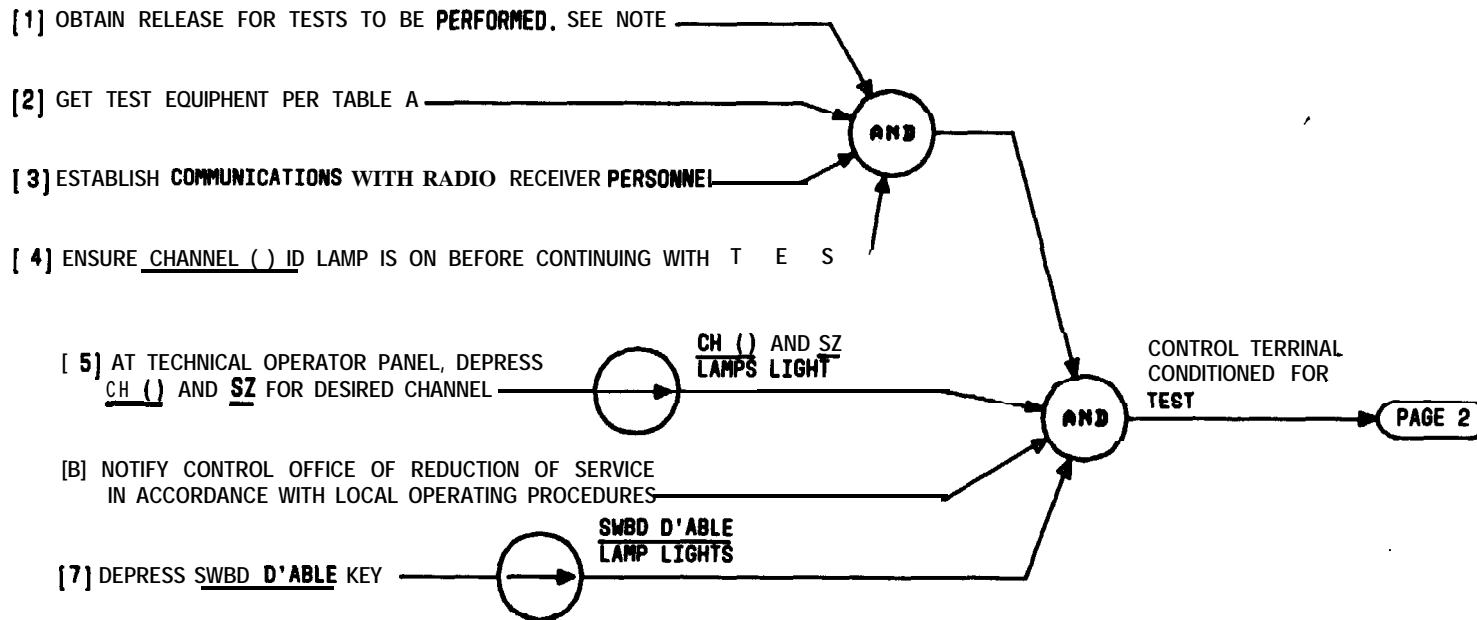 [1] OBTAIN RELEASE FOR TESTS TO BE PERFORMED. SEE NOTE
[2] GET TEST EQUIPHENT PER TABLE A
AND
[3] ESTABLISH COMMUNICATIONS WITH RADIO RECEIVER PERSONNEL
[4] ENSURE CHANNEL ( ) ID LAMP IS ON BEFORE CONTINUING WITH T E S
[5] AT TECHNICAL OPERATOR PANEL, DEPRESS
CH () AND SZ FOR DESIRED CHANNEL
CH () AND SZ
LAMPS LIGHT
AND
CONTROL TERRINAL
CONDITIONED FOR
TEST
PAGE 2
[B] NOTIFY CONTROL OFFICE OF REDUCTION OF SERVICE
IN ACCORDANCE WITH LOCAL OPERATING PROCEDURES
[7] DEPRESS SWBD D'ABLE KEY
SWBD D'ABLE
LAMP LIGHTS